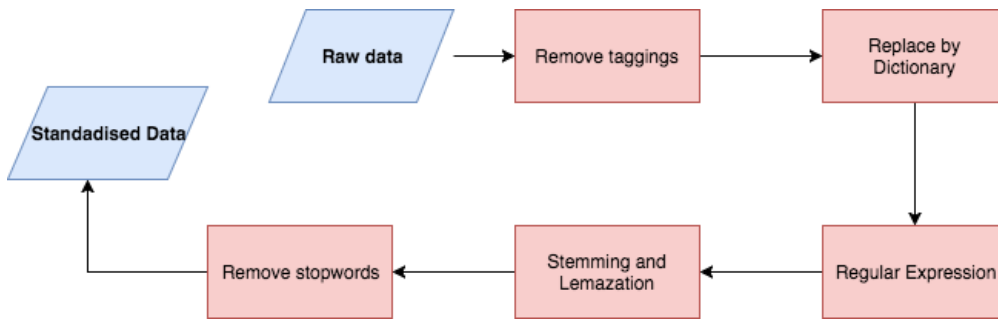 Raw data
Remove taggings
Replace by
Dictionary
Standadised Data
Remove stopwords
Stemming and
Lemazation
Regular Expression